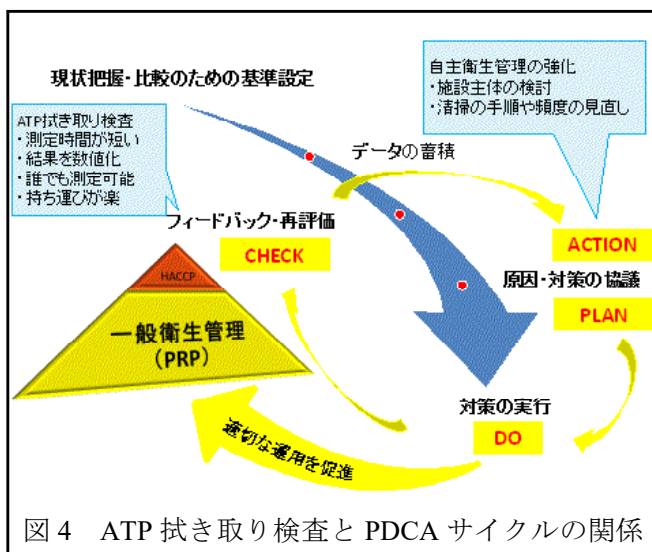 現状把握・比較のための基準設定
自主衛生管理の強化
・施設主体の検討
・清掃の手順や頻度の見直し
ATP拭き取り検査
・測定時間が短い
・結果を数値化
・誰でも測定可能
・持ち運びが楽
データの蓄積
フィードバック・再評価
CHECK
ACTION
原因・対策の協議
PLAN
HACCP
一般衛生管理
(PRP)
対策の実行
DO
適切な運用を促進
図4 ATP 拭き取り検査と PDCA サイクルの関係